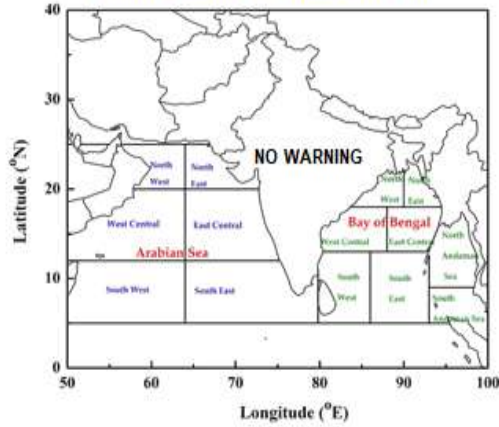 40
30
20
10
0
Latitude (°N)
NO WARNING
North
West
North
East
West Central
East Central
Arabian Sea
South West
South East
North
West
North
East
Bay of Bengal
West Central
East Central
South
West
South
East
North
Andaman
Sea
South
Andaman Sea
50
60
70
80
90
100
Longitude (°E)